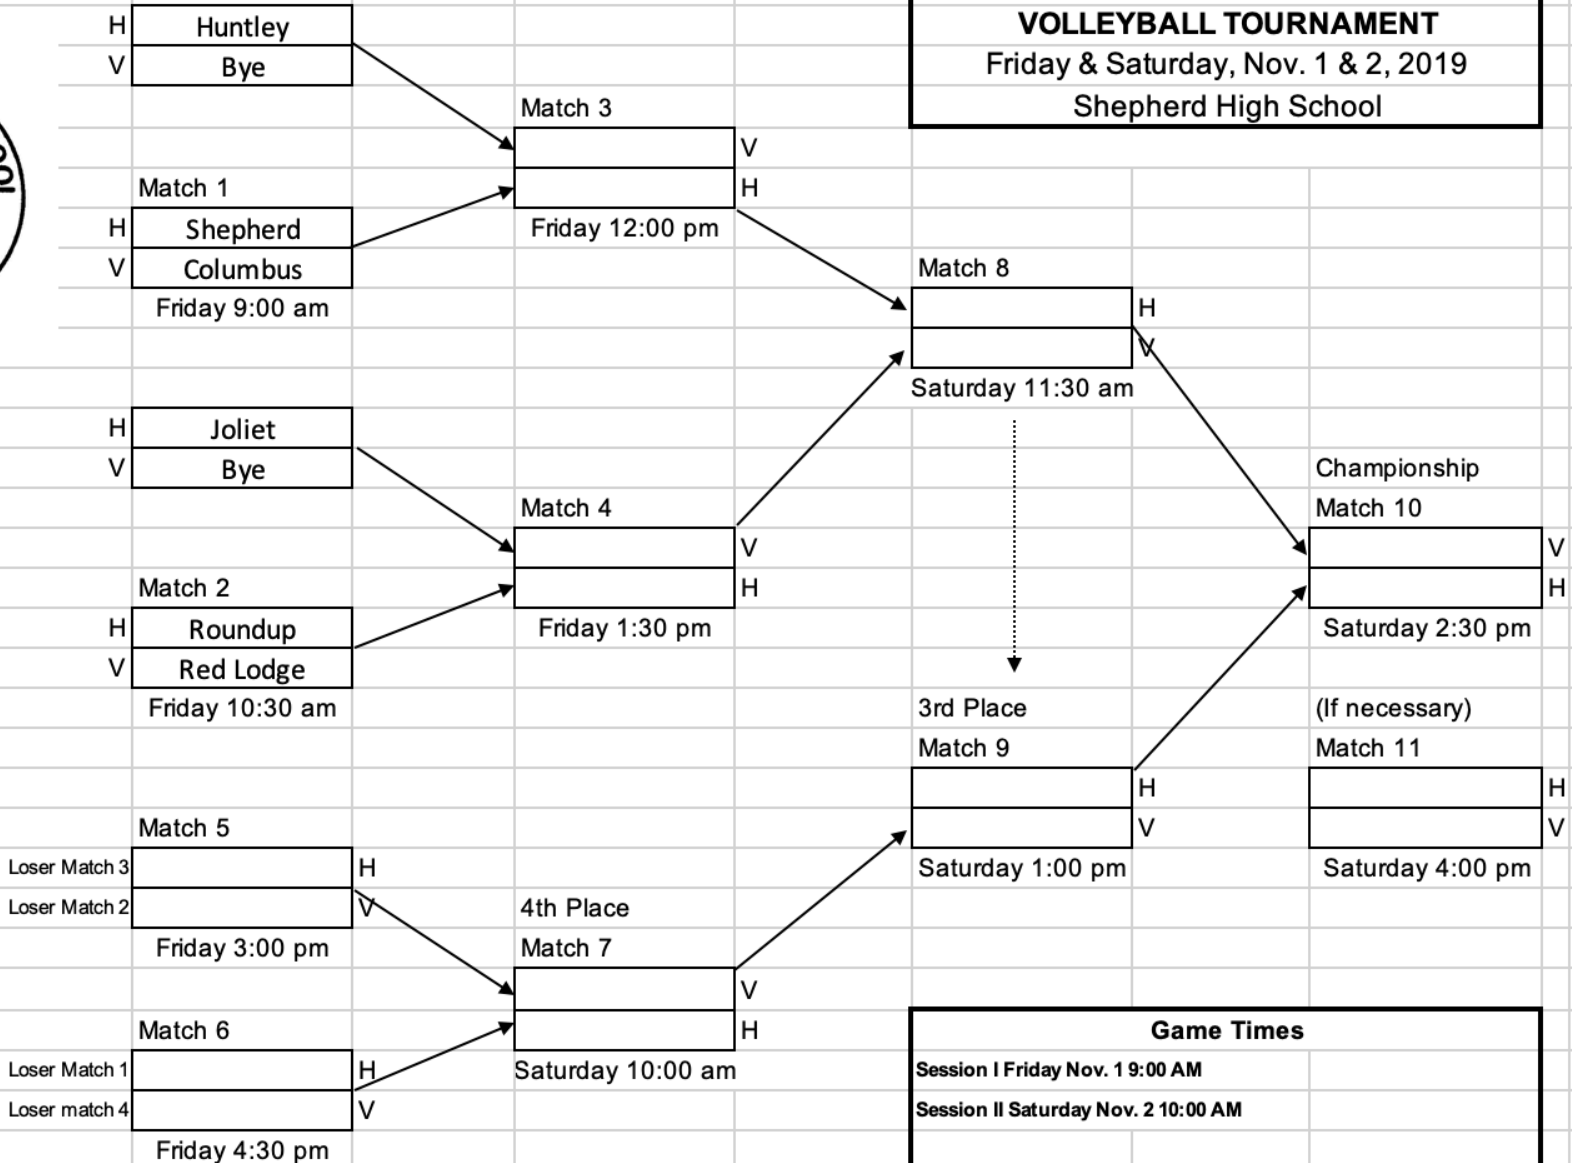 VOLLEYBALL TOURNAMENT
Friday & Saturday, Nov. 1 & 2, 2019
Shepherd High School
H Huntley
V Bye
Match 1
H Shepherd
V Columbus
Friday 9:00 am
H Joliet
V Bye
Match 2
H Roundup
V Red Lodge
Friday 10:30 am
Match 3
V
H
Friday 12:00 pm
Match 4
V
H
Friday 1:30 pm
Match 8
H
V
Saturday 11:30 am
Championship
Match 10
V
H
Saturday 2:30 pm
Match 5
Loser Match 3 H
Loser Match 2 V
Friday 3:00 pm
Match 6
Loser Match 1 H
Loser match 4 V
Friday 4:30 pm
4th Place
Match 7
V
H
Saturday 10:00 am
3rd Place
Match 9
H
V
Saturday 1:00 pm
(If necessary)
Match 11
H
V
Saturday 4:00 pm
Game Times
Session I Friday Nov. 1 9:00 AM
Session II Saturday Nov. 2 10:00 AM